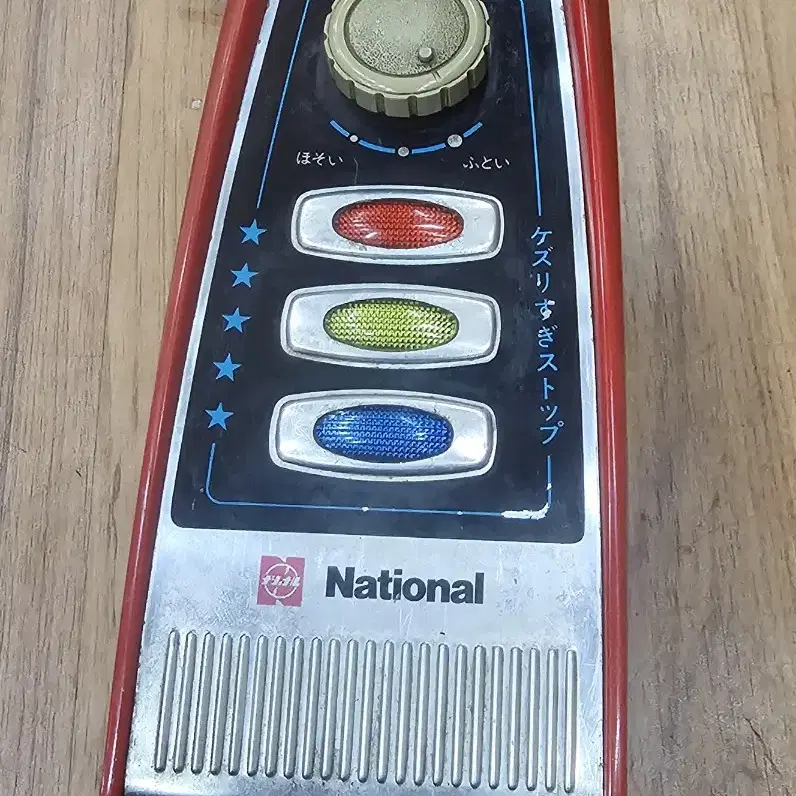 ほそい
ふとい
ケズりすぎストップ
ナショナル
National